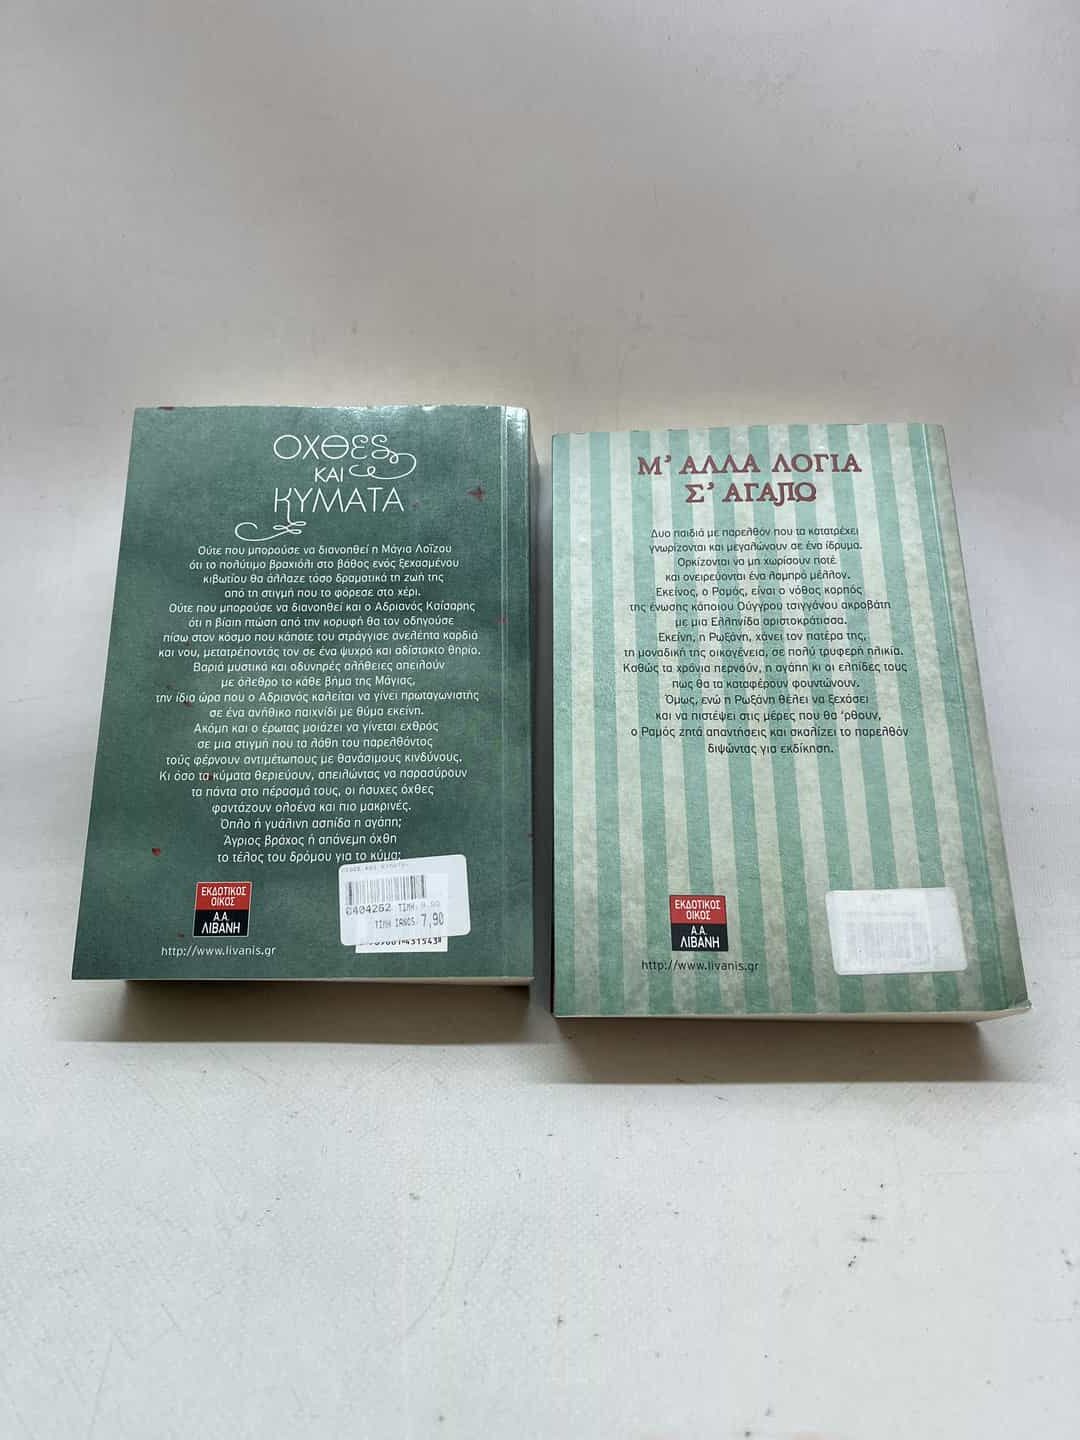 ΟΧΘΕΣ
ΚΑΙ
ΚΥΜΑΤΑ
Ούτε που μπορούσε να διανοηθεί η Μάγια Λοΐζου
ότι το πολύτιμο βραχιόλι στο βάθος ενός ξεχασμένου
κιβωτίου θα άλλαζε τόσο δραματικά τη ζωή της
από τη στιγμή που το φόρεσε στο χέρι.
Ούτε που μπορούσε να διανοηθεί και ο Αδριανός Καίσαρης
ότι η βίαιη πτώση από την κορυφή θα τον οδηγούσε
πίσω στον κόσμο που κάποτε του στράγγισε ανελέητα καρδιά
και νου, μετατρέποντάς τον σε ένα ψυχρό και αδίστακτο θηρίο.
Βαριά μυστικά και οδυνηρές αλήθειες απειλούν
με όλεθρο το κάθε βήμα της Μάγιας,
την ίδια ώρα που ο Αδριανός καλείται να γίνει πρωταγωνιστής
σε ένα ανήθικο παιχνίδι με θύμα εκείνη.
Ακόμη και ο έρωτας μοιάζει να γίνεται εχθρός
σε μια στιγμή που τα λάθη του παρελθόντος
τούς φέρνουν αντιμέτωπους με θανάσιμους κινδύνους.
Κι όσο τα κύματα θεριεύουν, απειλώντας να παρασύρουν
τα πάντα στο πέρασμά τους, οι ήσυχες όχθες
φαντάζουν ολοένα και πιο μακρινές.
Όπλο ή γυάλινη ασπίδα η αγάπη;
Άγριος βράχος ή απάνεμη όχθη
το τέλος του δρόμου για το κύμα;
ΟΧΘΕΣ ΚΑΙ ΚΥΜΑΤΑ
0404262 ΤΙΜΗ: 9.90
ΤΙΜΗ IANOS: 7,90
ΕΚΔΟΤΙΚΟΣ
ΟΙΚΟΣ
Α.Α.
ΛΙΒΑΝΗ
http://www.livanis.gr
Μ' ΑΛΛΑ ΛΟΓΙΑ
Σ' ΑΓΑΠΩ
Δυο παιδιά με παρελθόν που τα κατατρέχει
γνωρίζονται και μεγαλώνουν σε ένα ίδρυμα.
Ορκίζονται να μη χωρίσουν ποτέ
και ονειρεύονται ένα λαμπρό μέλλον.
Εκείνος, ο Ραμός, είναι ο νόθος καρπός
της ένωσης κάποιου Ούγγρου τσιγγάνου ακροβάτη
με μια Ελληνίδα αριστοκράτισσα.
Εκείνη, η Ρωξάνη, χάνει τον πατέρα της,
τη μοναδική της οικογένεια, σε πολύ τρυφερή ηλικία.
Καθώς τα χρόνια περνούν, η αγάπη κι οι ελπίδες τους
πως θα τα καταφέρουν φουντώνουν.
Όμως, ενώ η Ρωξάνη θέλει να ξεχάσει
και να πιστέψει στις μέρες που θα 'ρθουν,
ο Ραμός ζητά απαντήσεις και σκαλίζει το παρελθόν
διψώντας για εκδίκηση.
ΕΚΔΟΤΙΚΟΣ
ΟΙΚΟΣ
Α.Α.
ΛΙΒΑΝΗ
http://www.livanis.gr